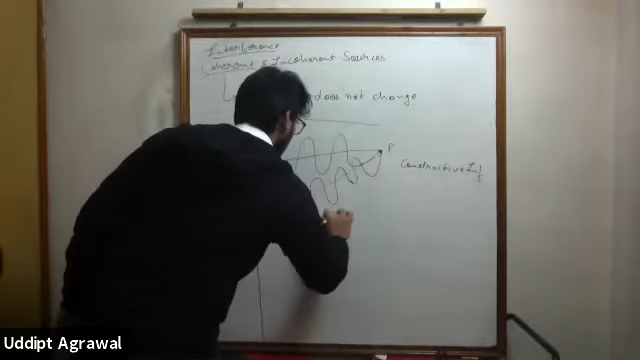 Interference
Coherent & Incoherent Sources
does not change
P
Constructive Inf
Uddipt Agrawal